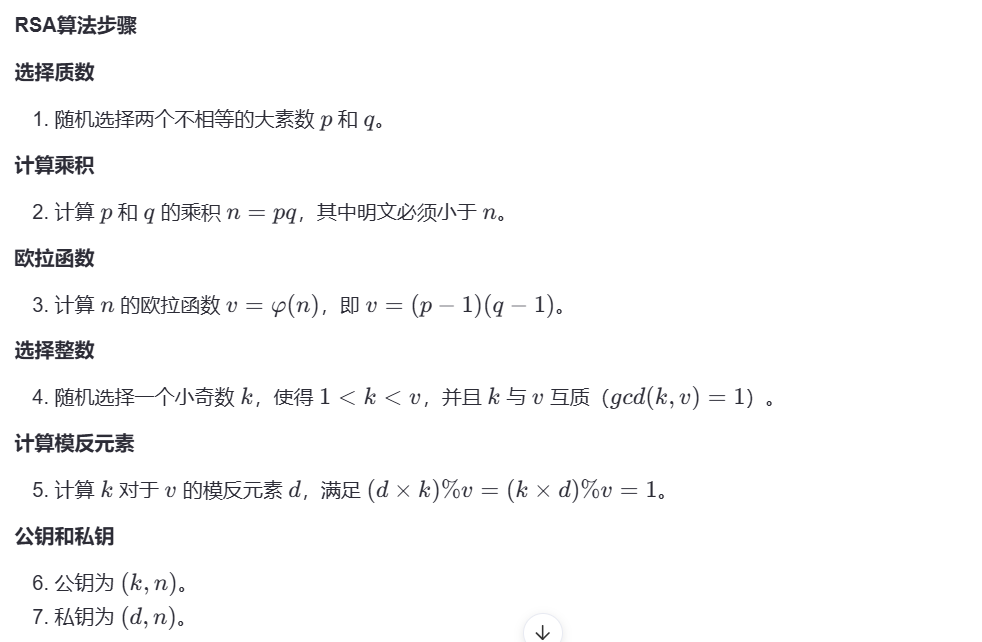 RSA算法步骤
选择质数
1. 随机选择两个不相等的大素数 p 和 q。
计算乘积
2. 计算 p 和 q 的乘积 n = pq，其中明文必须小于 n。
欧拉函数
3. 计算 n 的欧拉函数 v = φ(n)，即 v = (p − 1)(q − 1)。
选择整数
4. 随机选择一个小奇数 k，使得 1 < k < v，并且 k 与 v 互质（gcd(k, v) = 1）。
计算模反元素
5. 计算 k 对于 v 的模反元素 d，满足 (d × k)%v = (k × d)%v = 1。
公钥和私钥
6. 公钥为 (k, n)。
7. 私钥为 (d, n)。